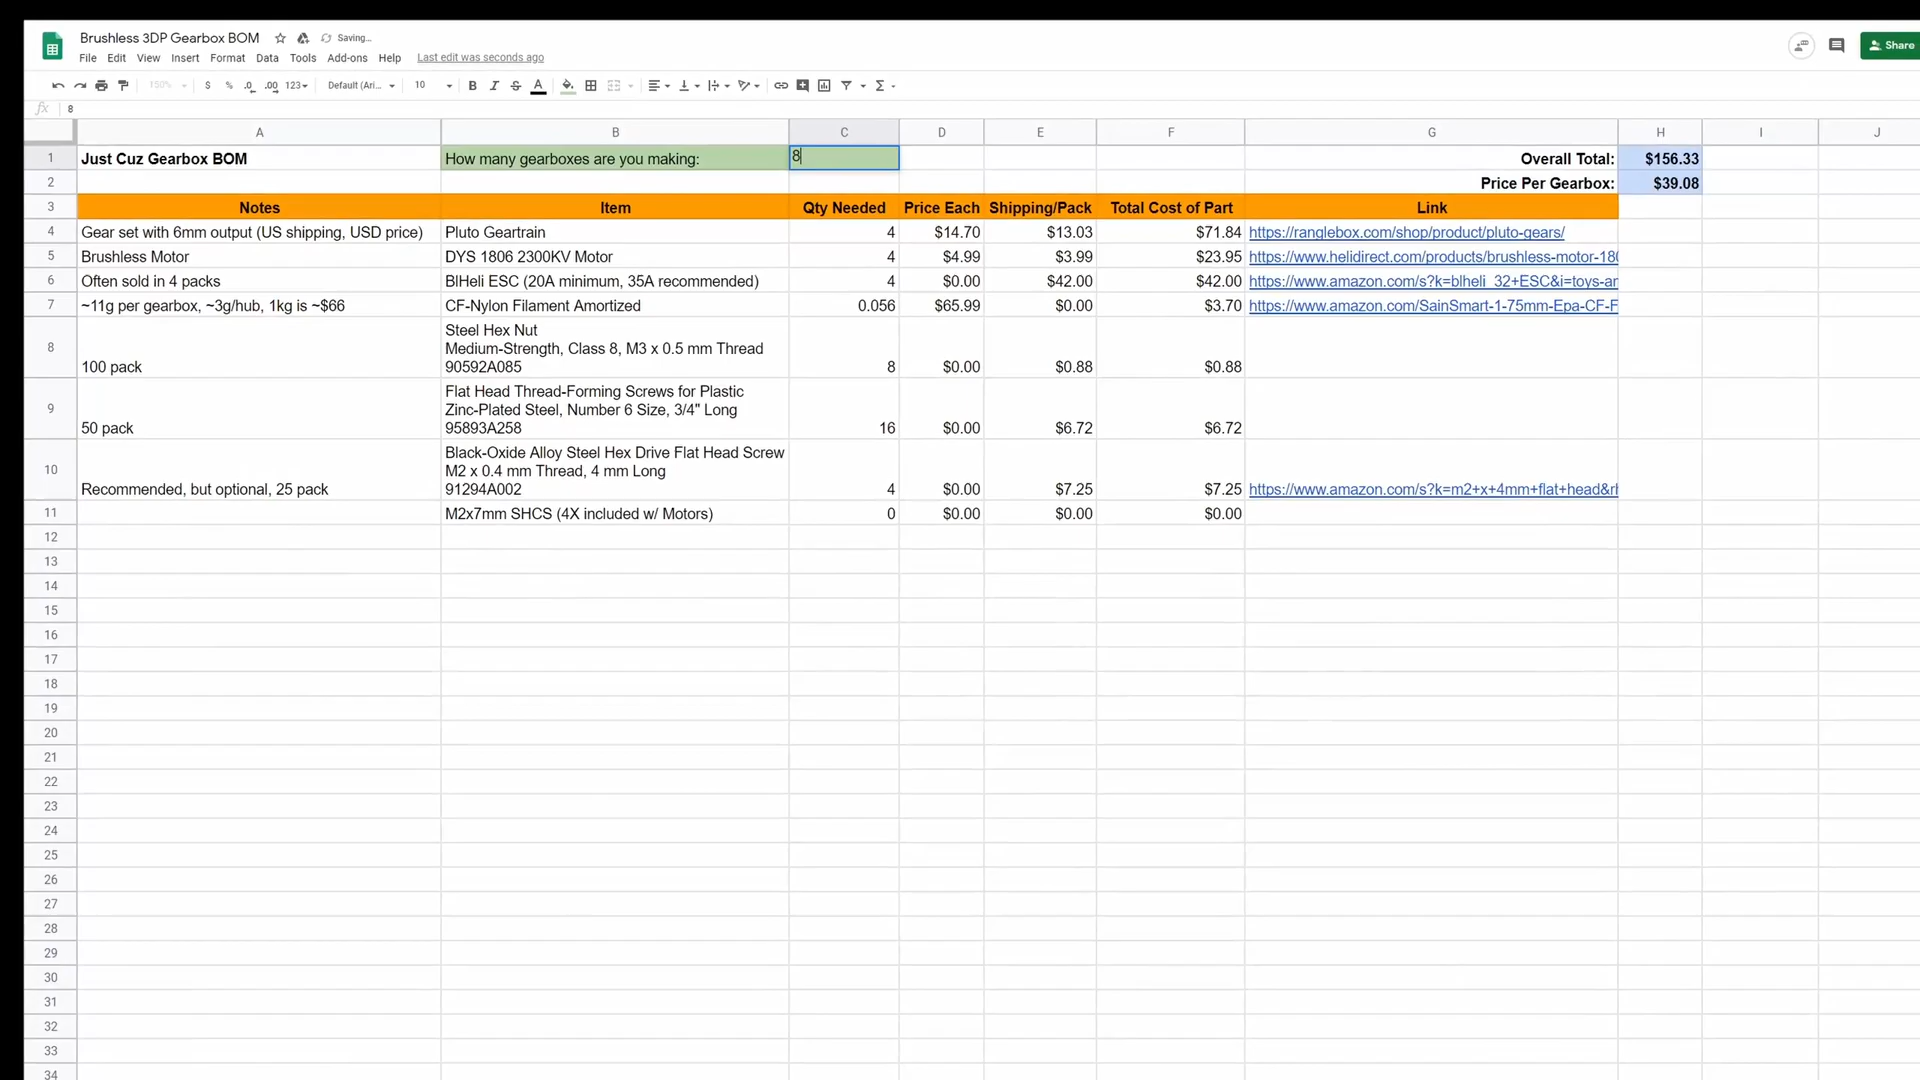 Brushless 3DP Gearbox BOM Saving...
File Edit View Insert Format Data Tools Add-ons Help Last edit was seconds ago
Share
150% $ % .0 .00 123 Default (Ari... 10 B I S A Σ
fx 8
A B C D E F G H I J
1 Just Cuz Gearbox BOM How many gearboxes are you making: 8 Overall Total: $156.33
2 Price Per Gearbox: $39.08
3 Notes Item Qty Needed Price Each Shipping/Pack Total Cost of Part Link
4 Gear set with 6mm output (US shipping, USD price) Pluto Geartrain 4 $14.70 $13.03 $71.84 https://ranglebox.com/shop/product/pluto-gears/
5 Brushless Motor DYS 1806 2300KV Motor 4 $4.99 $3.99 $23.95 https://www.helidirect.com/products/brushless-motor-180
6 Often sold in 4 packs BlHeli ESC (20A minimum, 35A recommended) 4 $0.00 $42.00 $42.00 https://www.amazon.com/s?k=blheli_32+ESC&i=toys-an
7 ~11g per gearbox, ~3g/hub, 1kg is ~$66 CF-Nylon Filament Amortized 0.056 $65.99 $0.00 $3.70 https://www.amazon.com/SainSmart-1-75mm-Epa-CF-F
Steel Hex Nut
8 Medium-Strength, Class 8, M3 x 0.5 mm Thread
100 pack 90592A085 8 $0.00 $0.88 $0.88
Flat Head Thread-Forming Screws for Plastic
9 Zinc-Plated Steel, Number 6 Size, 3/4" Long
50 pack 95893A258 16 $0.00 $6.72 $6.72
Black-Oxide Alloy Steel Hex Drive Flat Head Screw
10 M2 x 0.4 mm Thread, 4 mm Long
Recommended, but optional, 25 pack 91294A002 4 $0.00 $7.25 $7.25 https://www.amazon.com/s?k=m2+x+4mm+flat+head&rh
11 M2x7mm SHCS (4X included w/ Motors) 0 $0.00 $0.00 $0.00
12
13
14
15
16
17
18
19
20
21
22
23
24
25
26
27
28
29
30
31
32
33
34